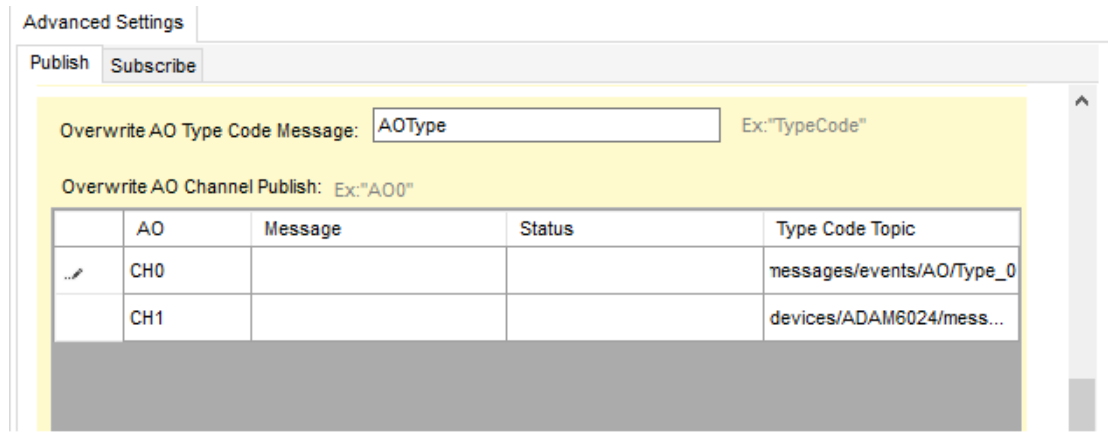 Advanced Settings
Publish Subscribe
Overwrite AO Type Code Message: AOType Ex:"TypeCode"
Overwrite AO Channel Publish: Ex:"AO0"
AO Message Status Type Code Topic
CH0 messages/events/AO/Type_0
CH1 devices/ADAM6024/mess...